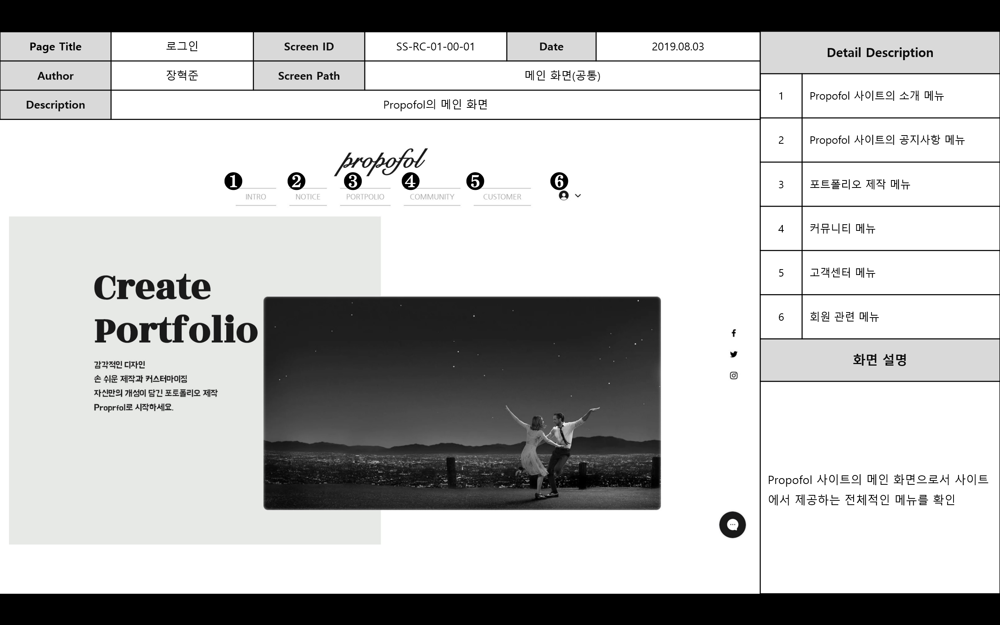 Page Title 로그인 Screen ID SS-RC-01-00-01 Date 2019.08.03
Author 장혁준 Screen Path 메인 화면(공통)
Description Propofol의 메인 화면
propofol
1 2 3 4 5 6
INTRO NOTICE PORTPOLIO COMMUNITY CUSTOMER
Create
Portfolio
감각적인 디자인
손 쉬운 제작과 커스터마이징
자신만의 개성이 담긴 포토폴리오 제작
Proprfol로 시작하세요.
Detail Description
1 Propofol 사이트의 소개 메뉴
2 Propofol 사이트의 공지사항 메뉴
3 포트폴리오 제작 메뉴
4 커뮤니티 메뉴
5 고객센터 메뉴
6 회원 관련 메뉴
화면 설명
Propofol 사이트의 메인 화면으로서 사이트
에서 제공하는 전체적인 메뉴를 확인